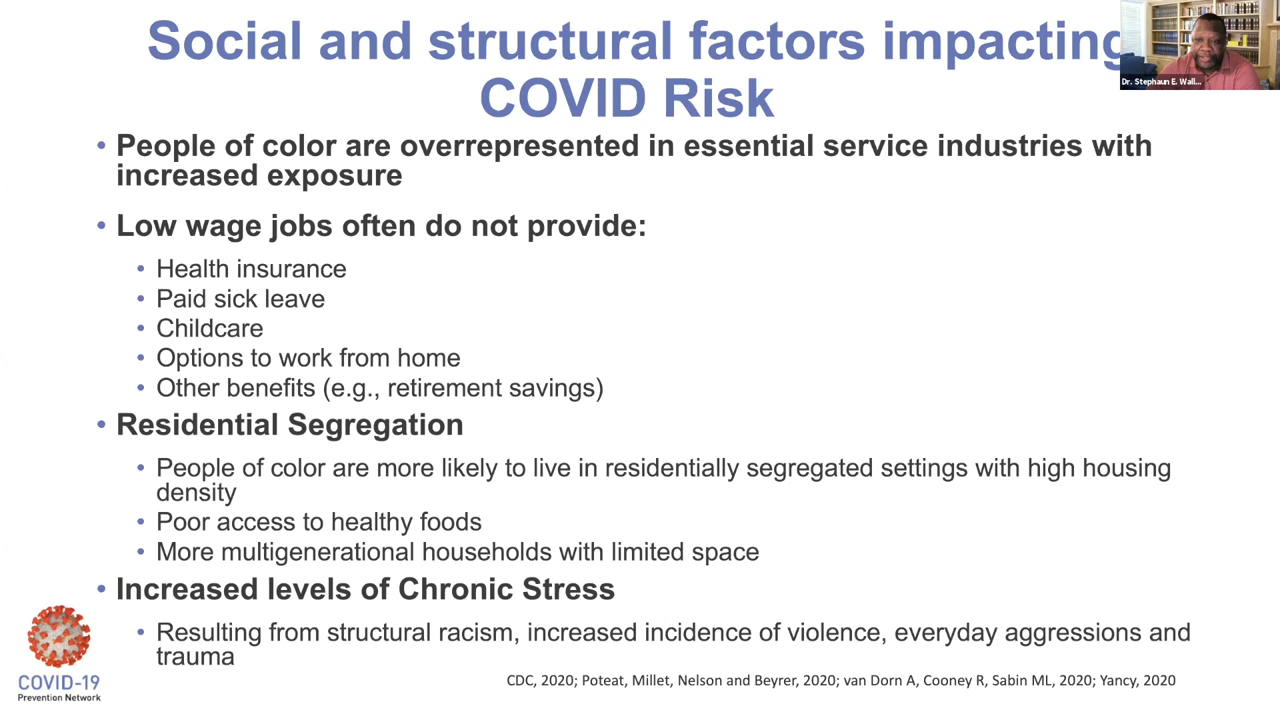 Social and structural factors impacting
COVID Risk
Dr. Stephaun E. Wall...
• People of color are overrepresented in essential service industries with
increased exposure
• Low wage jobs often do not provide:
• Health insurance
• Paid sick leave
• Childcare
• Options to work from home
• Other benefits (e.g., retirement savings)
• Residential Segregation
• People of color are more likely to live in residentially segregated settings with high housing
density
• Poor access to healthy foods
• More multigenerational households with limited space
• Increased levels of Chronic Stress
• Resulting from structural racism, increased incidence of violence, everyday aggressions and
trauma
COVID-19
Prevention Network
CDC, 2020; Poteat, Millet, Nelson and Beyrer, 2020; van Dorn A, Cooney R, Sabin ML, 2020; Yancy, 2020